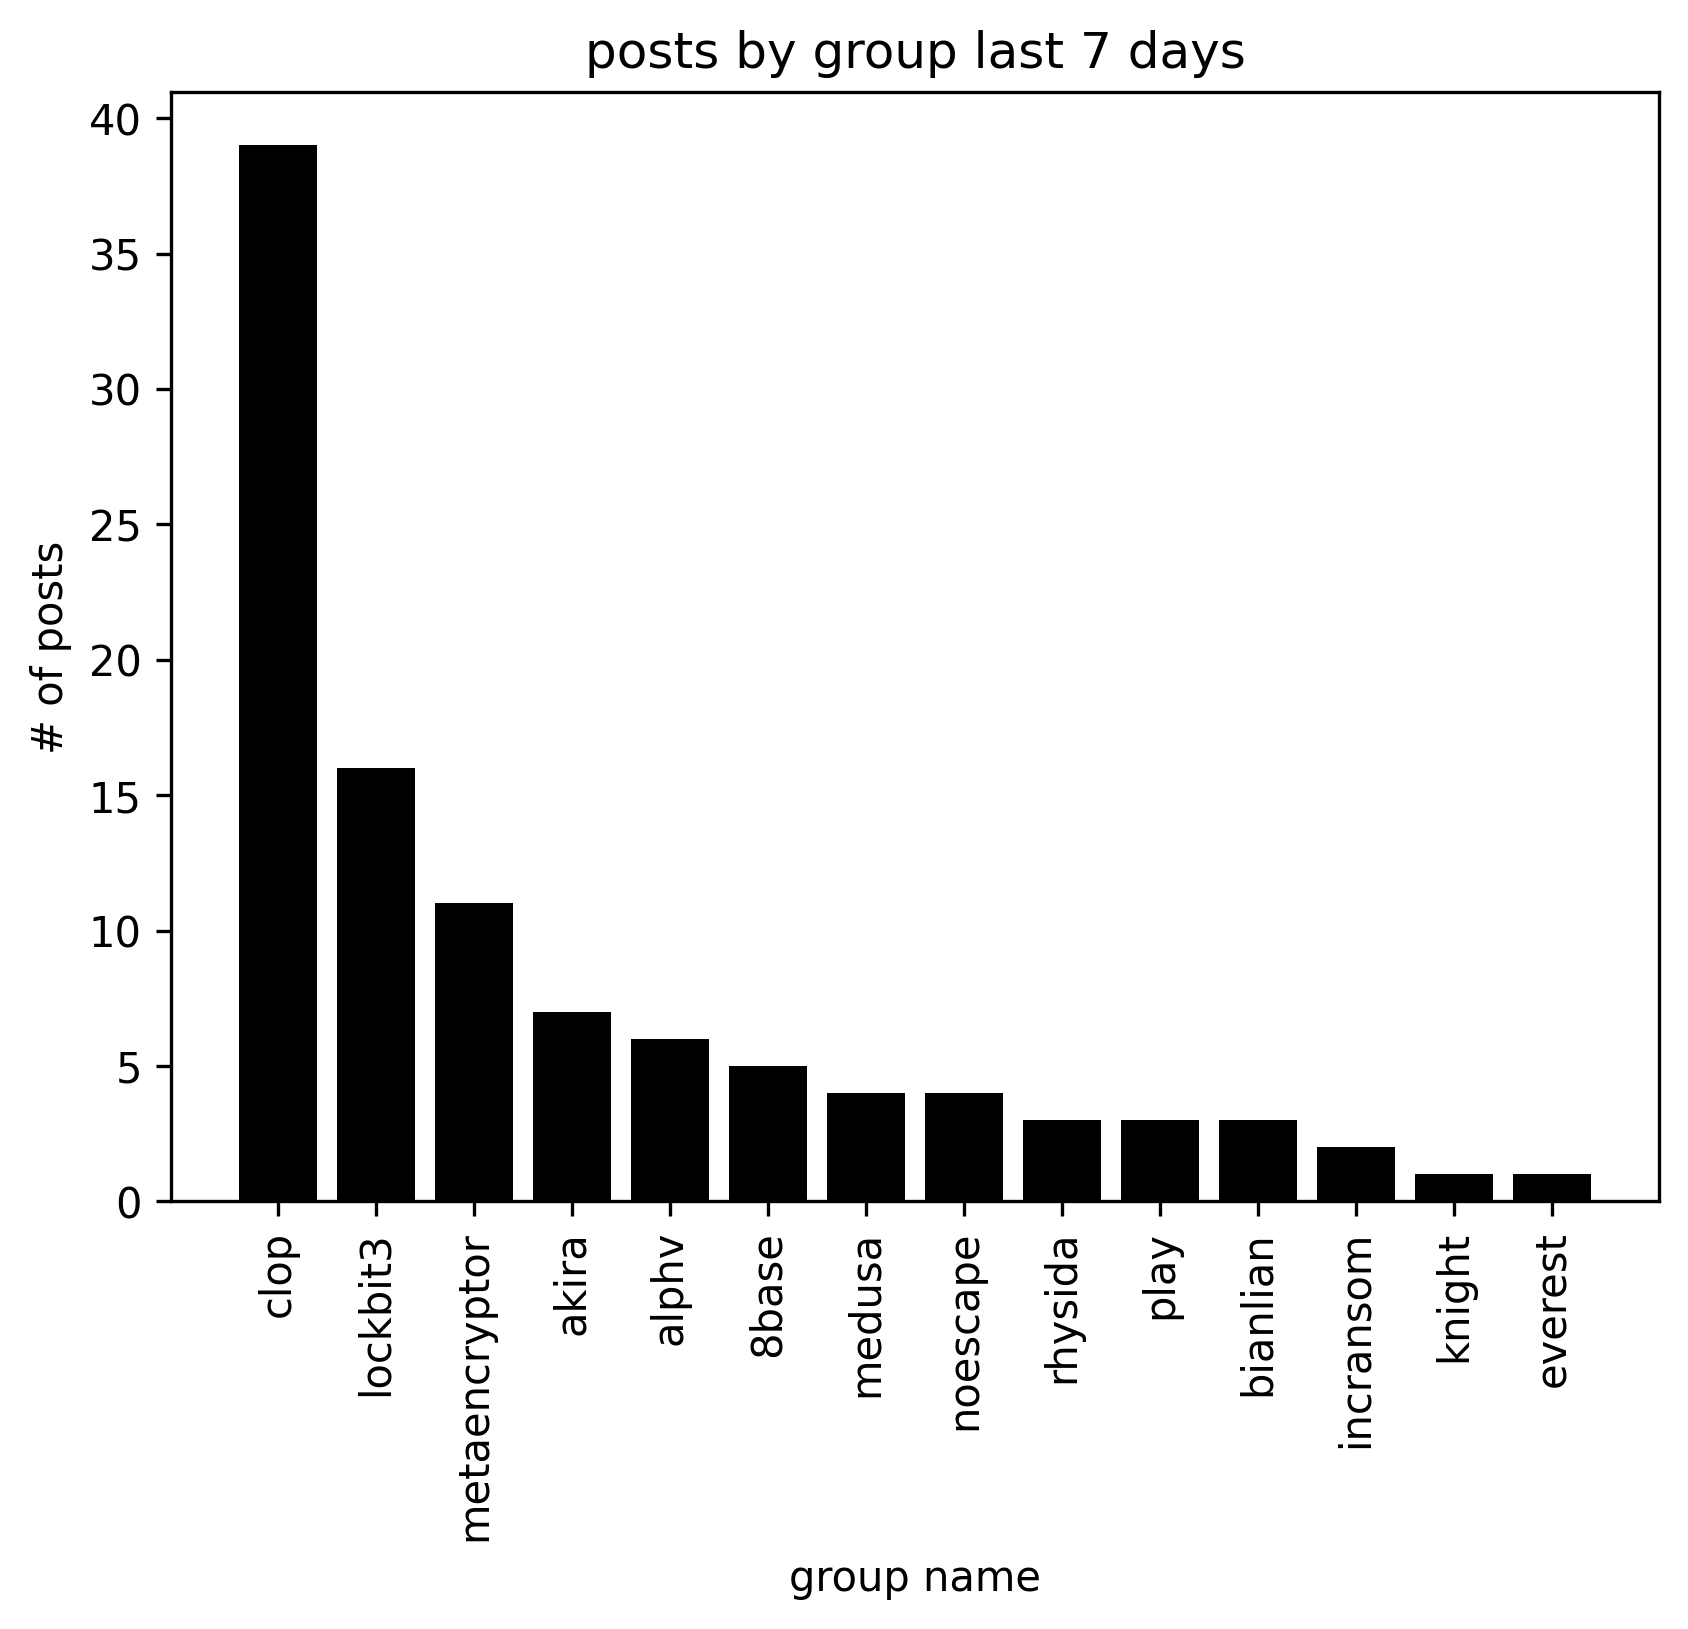 posts by group last 7 days
# of posts
40
35
30
25
20
15
10
5
0
clop
lockbit3
metaencryptor
akira
alphv
8base
medusa
noescape
rhysida
play
bianlian
incransom
knight
everest
group name